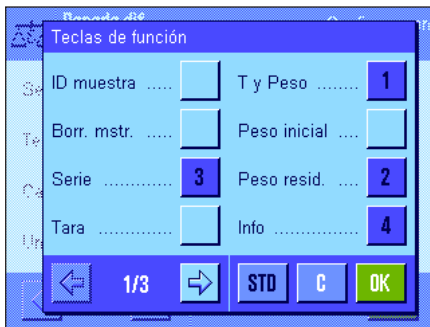 Teclas de función
ID muestra ..... T y Peso ........ 1
Borr. mstr. ..... Peso inicial ....
Serie ............. 3 Peso resid. .... 2
Tara .............. Info ................ 4
1/3 STD C OK